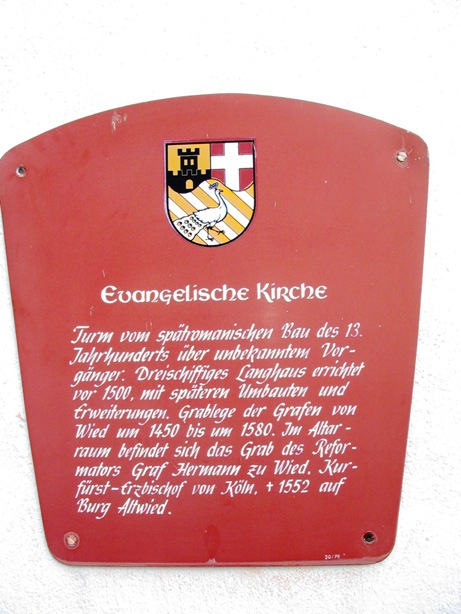 Evangelische Kirche
Turm vom spätromanischen Bau des 13.
Jahrhunderts über unbekanntem Vor-
gänger. Dreischiffiges Langhaus errichtet
vor 1500, mit späteren Umbauten und
Erweiterungen. Grablege der Grafen von
Wied um 1450 bis um 1580. Im Altar-
raum befindet sich das Grab des Refor-
mators Graf Hermann zu Wied, Kur-
fürst-Erzbischof von Köln, † 1552 auf
Burg Altwied.